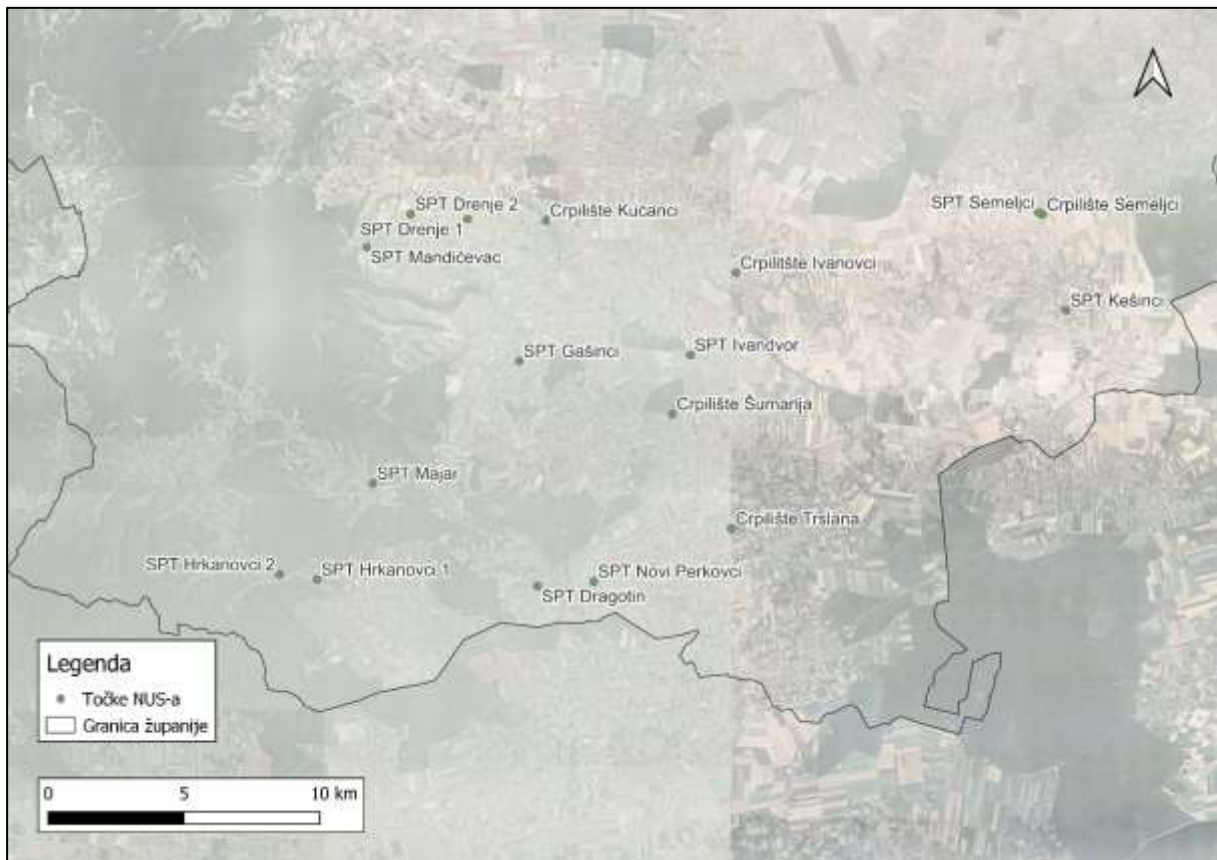 SPT Drenje 2
SPT Semeljci
Crpilište Semeljci
Crpilište Kućanci
SPT Drenje 1
SPT Mandićevac
Crpilitšte Ivanovci
SPT Kešinci
SPT Gašinci
SPT Ivandvor
Crpilište Šumarija
SPT Majar
Crpilište Trslana
SPT Hrkanovci 2
SPT Hrkanovci 1
SPT Novi Perkovci
SPT Dragotin
Legenda
Točke NUS-a
Granica županije
0 5 10 km